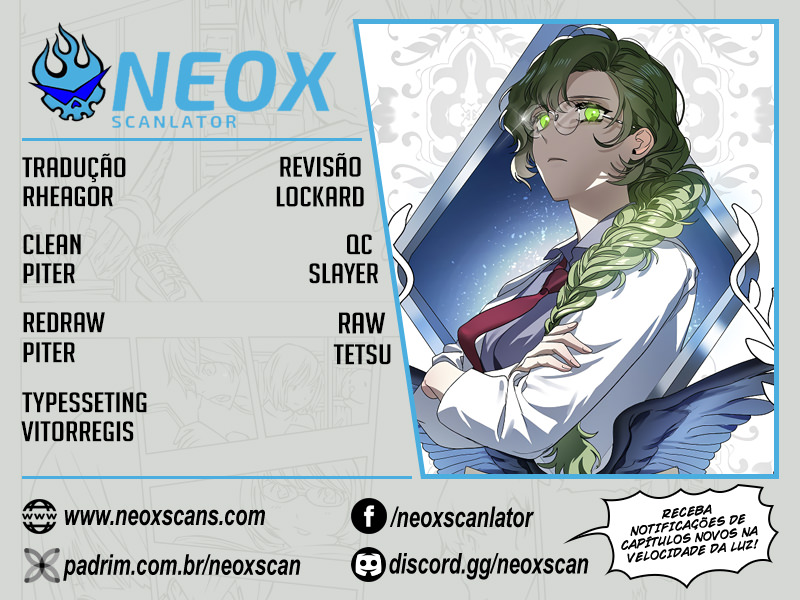 NEOX
SCANLATOR
TRADUÇÃO
RHEAGOR
REVISÃO
LOCKARD
CLEAN
PITER
QC
SLAYER
REDRAW
PITER
RAW
TETSU
TYPESSETING
VITORREGIS
www.neoxscans.com
/neoxscanlator
padrim.com.br/neoxscan
discord.gg/neoxscan
RECEBA
NOTIFICAÇÕES DE
CAPÍTULOS NOVOS NA
VELOCIDADE DA LUZ!